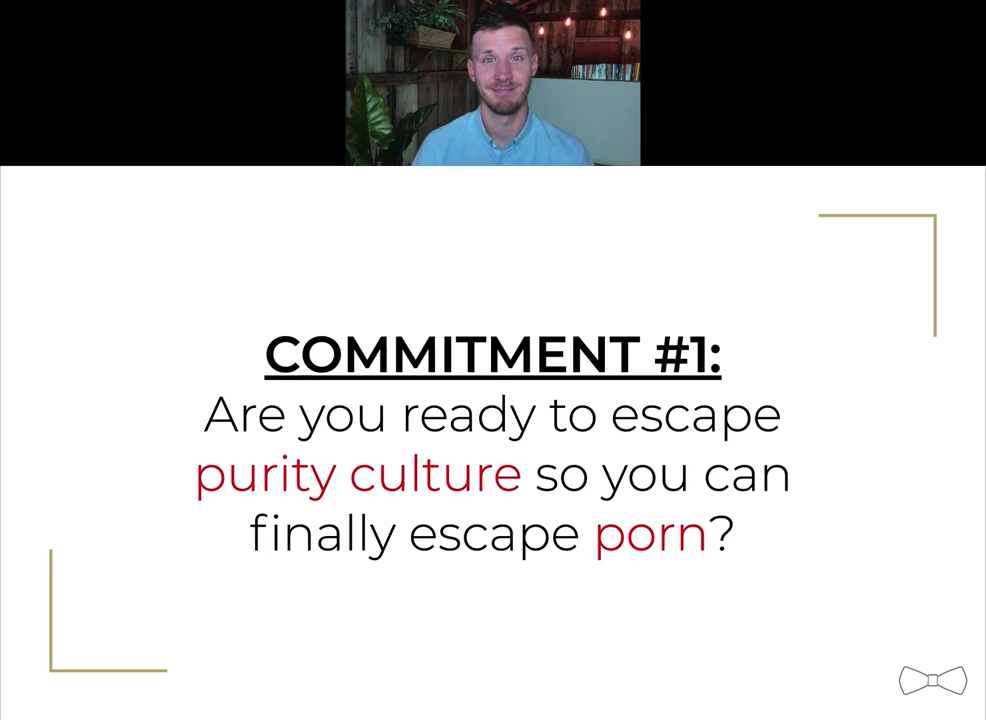 COMMITMENT #1:
Are you ready to escape
purity culture so you can
finally escape porn?